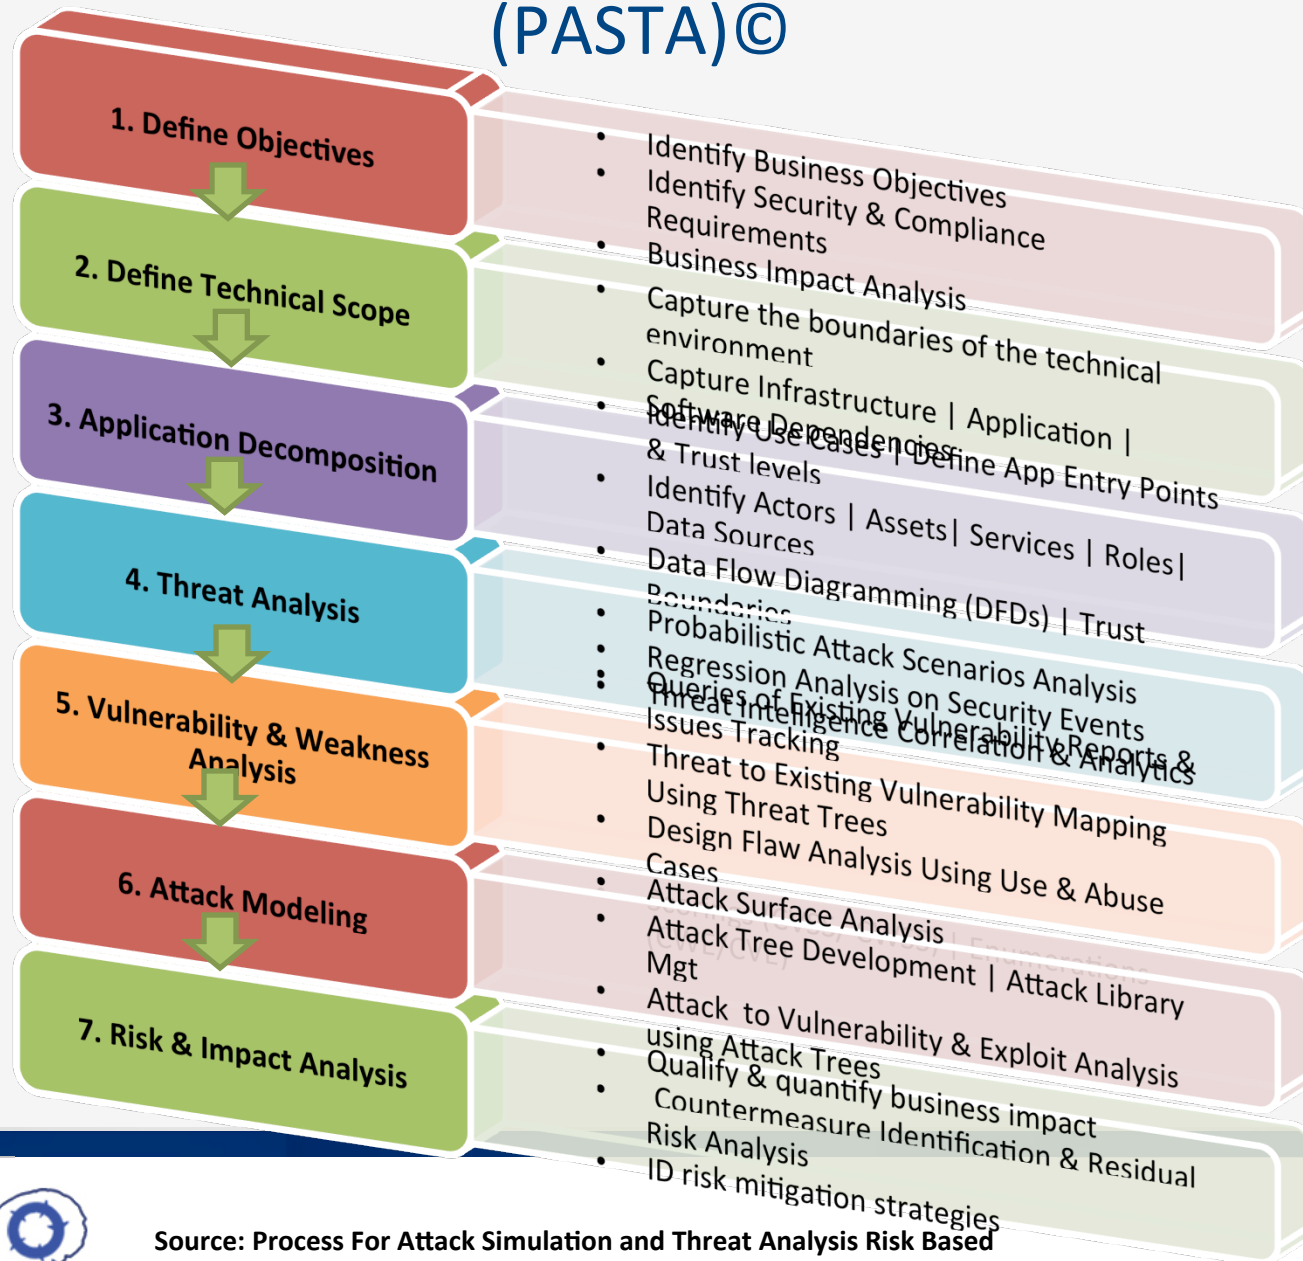 (PASTA)©
1. Define Objectives
• Identify Business Objectives
• Identify Security & Compliance
Requirements
• Business Impact Analysis
2. Define Technical Scope
• Capture the boundaries of the technical
environment
• Capture Infrastructure | Application |
Software Dependencies
3. Application Decomposition
• Identify Use Cases | Define App Entry Points
& Trust levels
• Identify Actors | Assets| Services | Roles|
Data Sources
• Data Flow Diagramming (DFDs) | Trust
Boundaries
4. Threat Analysis
• Probabilistic Attack Scenarios Analysis
• Regression Analysis on Security Events
• Threat Intelligence Correlation & Analytics
5. Vulnerability & Weakness
Analysis
• Queries of Existing Vulnerability Reports &
Issues Tracking
• Threat to Existing Vulnerability Mapping
Using Threat Trees
• Design Flaw Analysis Using Use & Abuse
Cases
(CVSS/CWSS) | Enumerations
(CWE/CVE)
6. Attack Modeling
• Attack Surface Analysis
• Attack Tree Development | Attack Library
Mgt
• Attack to Vulnerability & Exploit Analysis
using Attack Trees
7. Risk & Impact Analysis
• Qualify & quantify business impact
• Countermeasure Identification & Residual
Risk Analysis
• ID risk mitigation strategies
Source: Process For Attack Simulation and Threat Analysis Risk Based